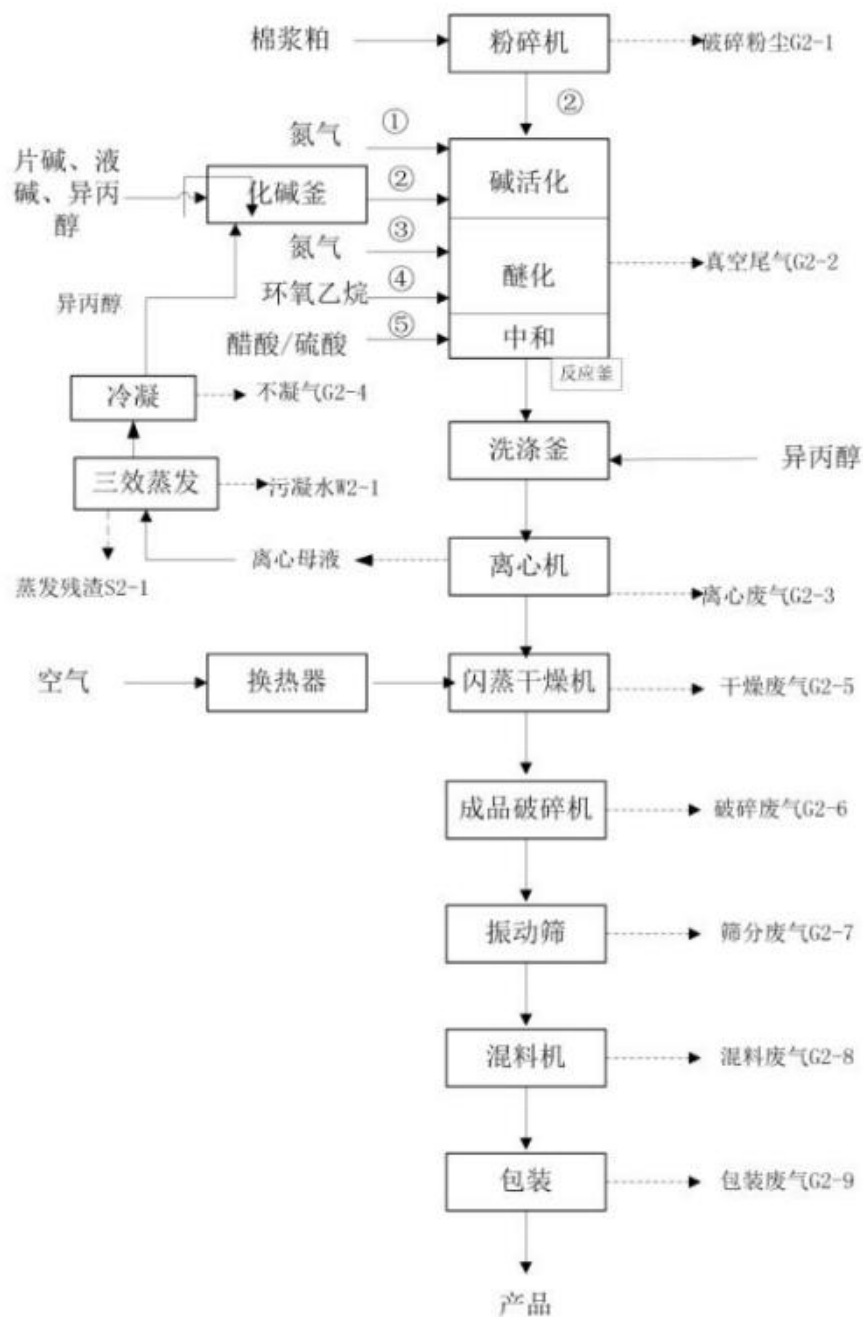 棉浆粕
粉碎机
破碎粉尘G2-1
②
氮气
①
片碱、液
碱、异丙
醇
化碱釜
②
碱活化
氮气
③
醚化
真空尾气G2-2
环氧乙烷
④
异丙醇
醋酸/硫酸
⑤
中和
反应釜
冷凝
不凝气G2-4
洗涤釜
异丙醇
三效蒸发
污凝水W2-1
离心母液
离心机
蒸发残渣S2-1
离心废气G2-3
空气
换热器
闪蒸干燥机
干燥废气G2-5
成品破碎机
破碎废气G2-6
振动筛
筛分废气G2-7
混料机
混料废气G2-8
包装
包装废气G2-9
产品